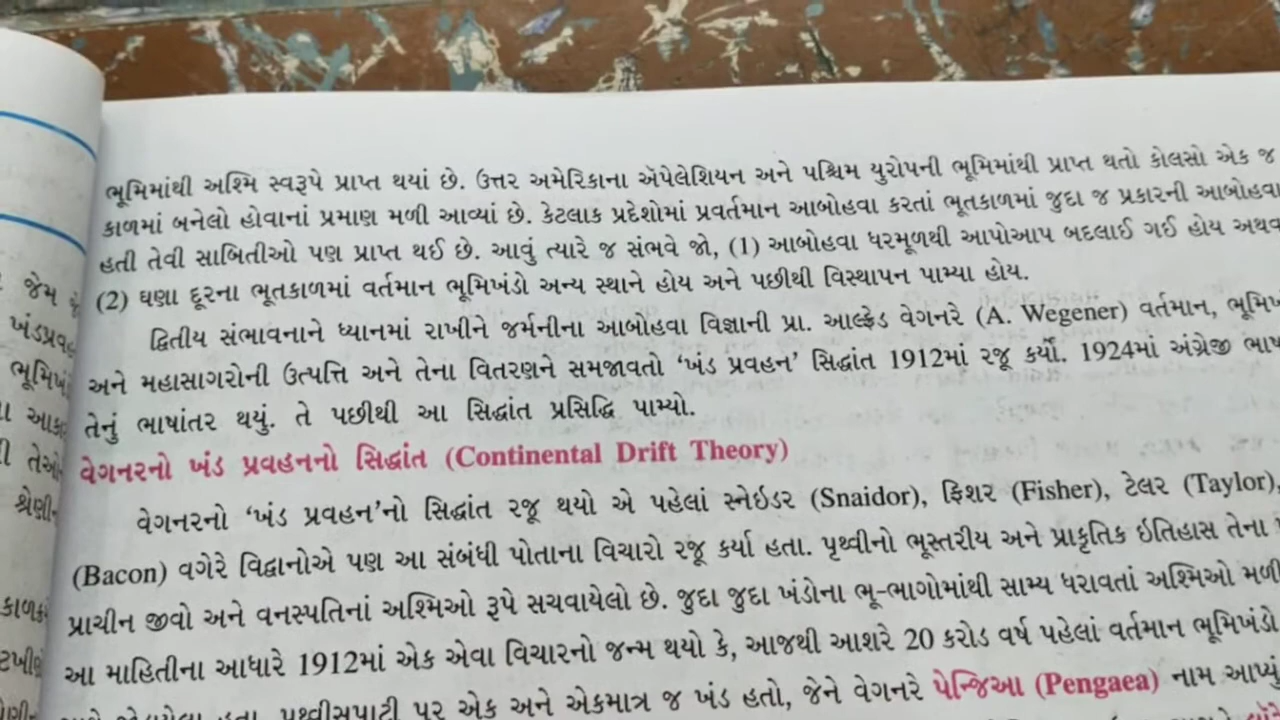 ભૂમિમાંથી અશ્મિ સ્વરૂપે પ્રાપ્ત થયાં છે. ઉત્તર અમેરિકાના ઍપેલેશિયન અને પશ્ચિમ યુરોપની ભૂમિમાંથી પ્રાપ્ત થતો કોલસો એક જ
કાળમાં બનેલો હોવાનાં પ્રમાણ મળી આવ્યાં છે. કેટલાક પ્રદેશોમાં પ્રવર્તમાન આબોહવા કરતાં ભૂતકાળમાં જુદા જ પ્રકારની આબોહવા
હતી તેવી સાબિતીઓ પણ પ્રાપ્ત થઈ છે. આવું ત્યારે જ સંભવે જો, (1) આબોહવા ધરમૂળથી આપોઆપ બદલાઈ ગઈ હોય
(2) ઘણા દૂરના ભૂતકાળમાં વર્તમાન ભૂમિખંડો અન્ય સ્થાને હોય અને પછીથી વિસ્થાપન પામ્યા હોય.
દ્વિતીય સંભાવનાને ધ્યાનમાં રાખીને જર્મનીના આબોહવા વિજ્ઞાની પ્રા. આલ્ફ્રેડ વેગનરે (A. Wegener) વર્તમાન,
અને મહાસાગરોની ઉત્પત્તિ અને તેના વિતરણને સમજાવતો ‘ખંડ પ્રવહન’ સિદ્ધાંત 1912માં રજૂ કર્યો. 1924માં અંગ્રેજી
તેનું ભાષાંતર થયું. તે પછીથી આ સિદ્ધાંત પ્રસિદ્ધિ પામ્યો.
વેગનરનો ખંડ પ્રવહનનો સિદ્ધાંત (Continental Drift Theory)
વેગનરનો ‘ખંડ પ્રવહન’નો સિદ્ધાંત રજૂ થયો એ પહેલાં સ્નેઇડર (Snaidor), ફિશર (Fisher), ટેલર (Taylor),
(Bacon) વગેરે વિદ્વાનોએ પણ આ સંબંધી પોતાના વિચારો રજૂ કર્યા હતા. પૃથ્વીનો ભૂસ્તરીય અને પ્રાકૃતિક ઇતિહાસ તેના
પ્રાચીન જીવો અને વનસ્પતિનાં અશ્મિઓ રૂપે સચવાયેલો છે. જુદા જુદા ખંડોના ભૂ-ભાગોમાંથી સામ્ય ધરાવતાં અશ્મિઓ મળી
આ માહિતીના આધારે 1912માં એક એવા વિચારનો જન્મ થયો કે, આજથી આશરે 20 કરોડ વર્ષ પહેલાં વર્તમાન ભૂમિખંડો
પૃથ્વીસપાટી પર એક અને એકમાત્ર જ ખંડ હતો, જેને વેગનરે પેન્જિઆ (Pengaea) નામ આપ્યું